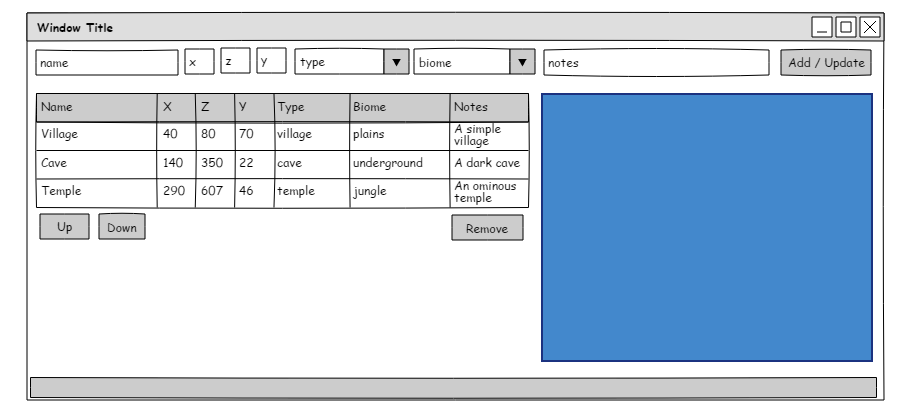 Window Title
name x z y type biome notes Add / Update
Name X Z Y Type Biome Notes
Village 40 80 70 village plains A simple
village
Cave 140 350 22 cave underground A dark cave
Temple 290 607 46 temple jungle An ominous
temple
Up Down Remove